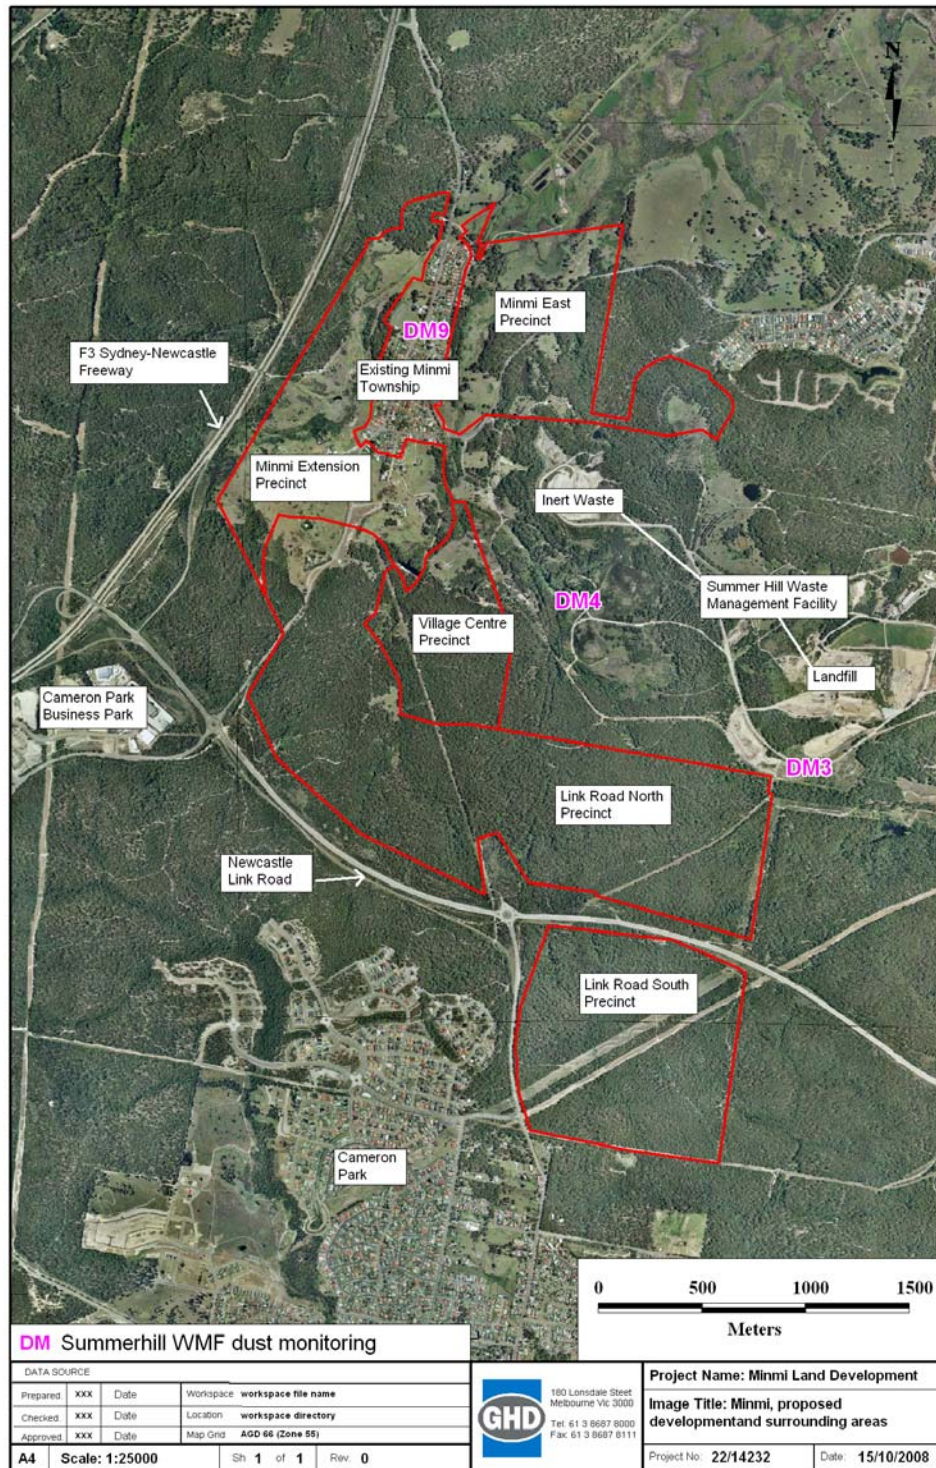 N
Minmi East
Precinct
DM9
F3 Sydney-Newcastle
Freeway
Existing Minmi
Township
Minmi Extension
Precinct
Inert Waste
Summer Hill Waste
Management Facility
DM4
Village Centre
Precinct
Landfill
Cameron Park
Business Park
DM3
Link Road North
Precinct
Newcastle
Link Road
Link Road South
Precinct
Cameron
Park
0 500 1000 1500
Meters
DM Summerhill WMF dust monitoring
DATA SOURCE
Prepared XXX Date Workspace workspace file name
Checked XXX Date Location workspace directory
Approved XXX Date Map Grid AGD 66 (Zone 55)
A4 Scale: 1:25000 Sh 1 of 1 Rev. 0
GHD
180 Lonsdale Steet
Melbourne Vic 3000
Tel. 61 3 8687 8000
Fax: 61 3 8687 8111
Project Name: Minmi Land Development
Image Title: Minmi, proposed
developmentand surrounding areas
Project No: 22/14232 Date: 15/10/2008